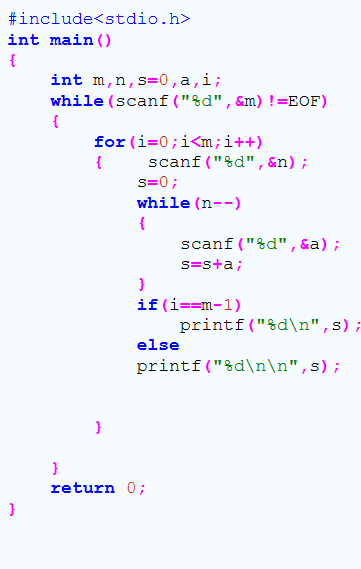 #include<stdio.h>
int main()
{
    int m,n,s=0,a,i;
    while(scanf("%d",&m)!=EOF)
    {
        for(i=0;i<m;i++)
        {    scanf("%d",&n);
            s=0;
            while(n--)
            {
                scanf("%d",&a);
                s=s+a;
            }
            if(i==m-1)
                printf("%d\n",s);
            else
            printf("%d\n\n",s);
        }
    }
    return 0;
}